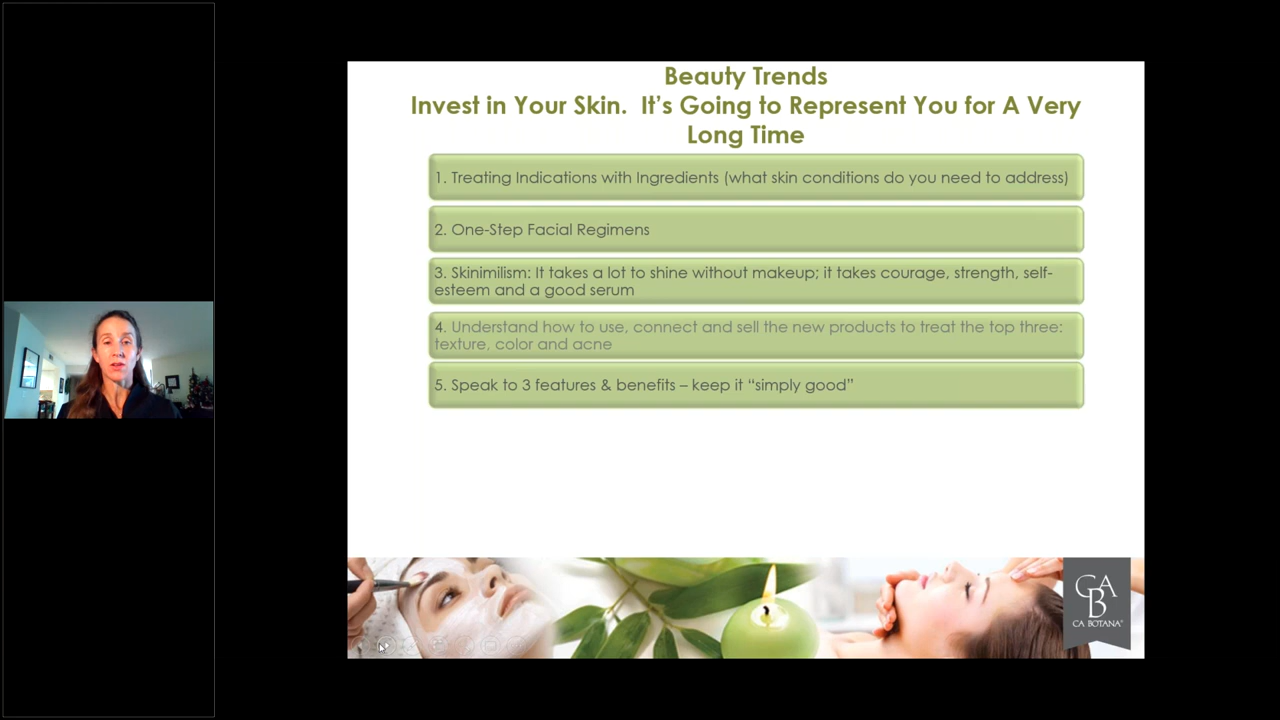 Beauty Trends
Invest in Your Skin.  It’s Going to Represent You for A Very
Long Time
1. Treating Indications with Ingredients (what skin conditions do you need to address)
2. One-Step Facial Regimens
3. Skinimilism: It takes a lot to shine without makeup; it takes courage, strength, self-
esteem and a good serum
4. Understand how to use, connect and sell the new products to treat the top three:
texture, color and acne
5. Speak to 3 features & benefits – keep it “simply good”
CA
B
CA BOTANA®